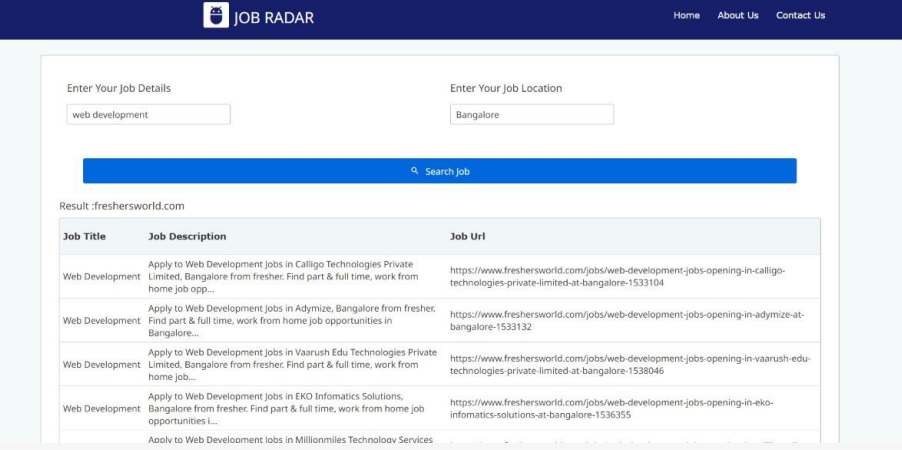 JOB RADAR
Home About Us Contact Us
Enter Your Job Details
Enter Your Job Location
web development
Bangalore
Search Job
Result :freshersworld.com
Job Title Job Description Job Url
Web Development
Apply to Web Development Jobs in Calligo Technologies Private
Limited, Bangalore from fresher. Find part & full time, work from
home job opp...
https://www.freshersworld.com/jobs/web-development-jobs-opening-in-calligo-
technologies-private-limited-at-bangalore-1533104
Web Development
Apply to Web Development Jobs in Adymize, Bangalore from fresher.
Find part & full time, work from home job opportunities in
Bangalore...
https://www.freshersworld.com/jobs/web-development-jobs-opening-in-adymize-at-
bangalore-1533132
Web Development
Apply to Web Development Jobs in Vaarush Edu Technologies Private
Limited, Bangalore from fresher. Find part & full time, work from
home job...
https://www.freshersworld.com/jobs/web-development-jobs-opening-in-vaarush-edu-
technologies-private-limited-at-bangalore-1538046
Web Development
Apply to Web Development Jobs in EKO Infomatics Solutions,
Bangalore from fresher. Find part & full time, work from home job
opportunities i...
https://www.freshersworld.com/jobs/web-development-jobs-opening-in-eko-
infomatics-solutions-at-bangalore-1536355
Apply to Web Development Jobs in Millionmiles Technology Services